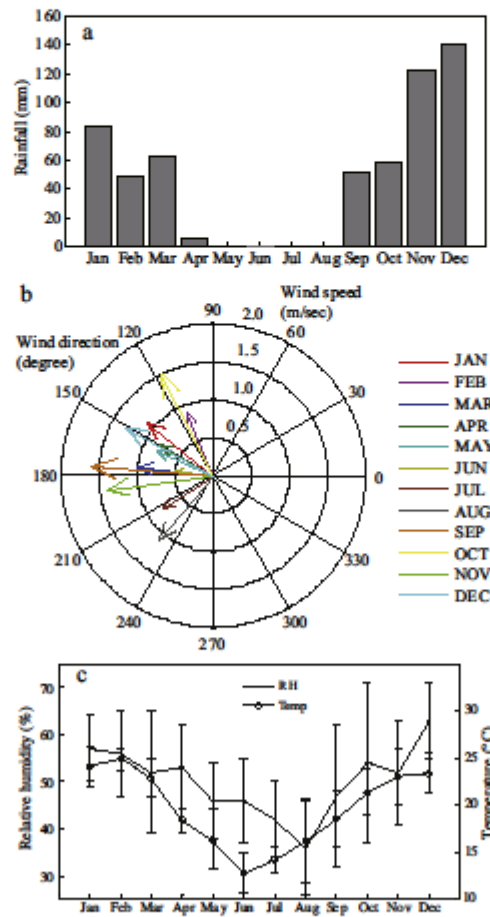 a
160
140
120
100
80
60
40
20
0
Rainfall (mm)
Jan Feb Mar Apr May Jun Jul Aug Sep Oct Nov Dec
b
Wind direction
(degree)
Wind speed
(m/sec)
90
2.0
60
120
1.5
1.0
0.5
150
30
180
0
210
330
240
300
270
JAN
FEB
MAR
APR
MAY
JUN
JUL
AUG
SEP
OCT
NOV
DEC
c
RH
Temp
70
60
50
40
30
Relative humidity (%)
30
25
20
15
10
Temperature (°C)
Jan Feb Mar Apr May Jun Jul Aug Sep Oct Nov Dec